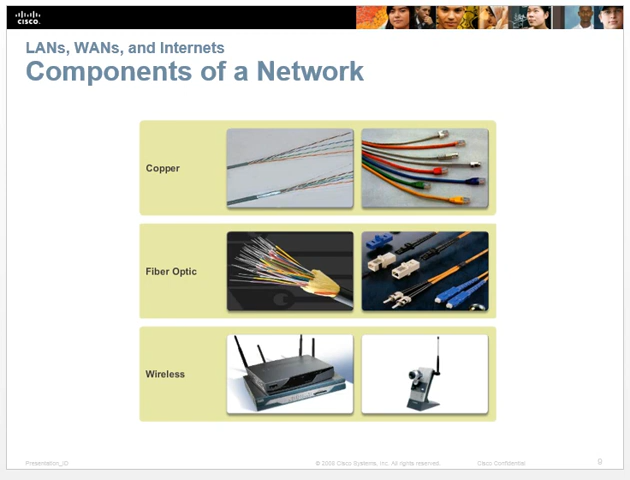 CISCO.
LANs, WANs, and Internets
Components of a Network
Copper
Fiber Optic
Wireless
Presentation_ID
© 2008 Cisco Systems, Inc. All rights reserved.
Cisco Confidential